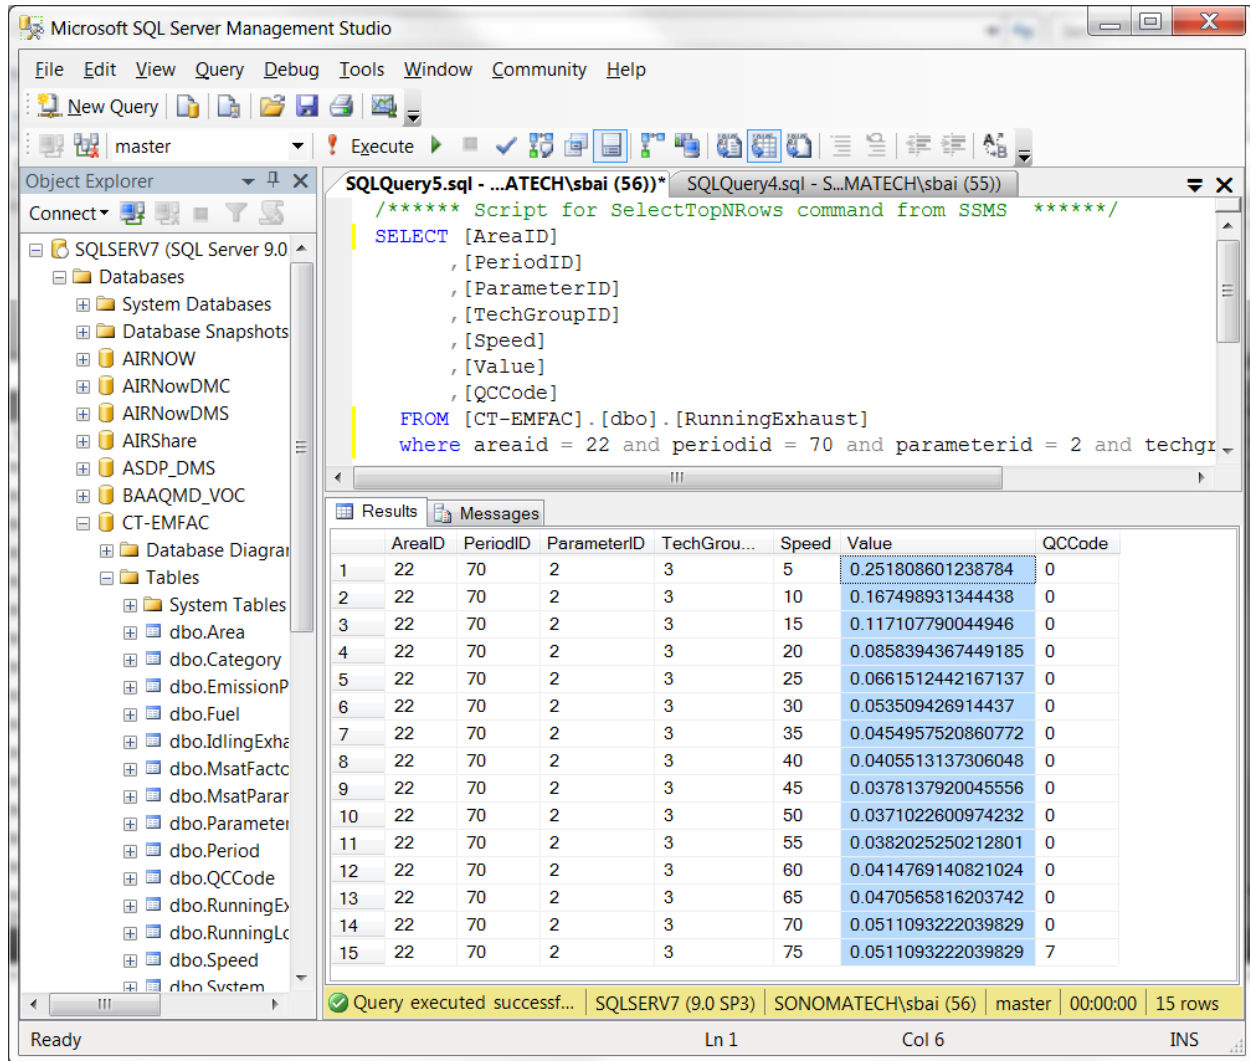 Microsoft SQL Server Management Studio
File Edit View Query Debug Tools Window Community Help
New Query
master Execute
Object Explorer
Connect
SQLSERV7 (SQL Server 9.0
Databases
System Databases
Database Snapshots
AIRNOW
AIRNowDMC
AIRNowDMS
AIRShare
ASDP_DMS
BAAQMD_VOC
CT-EMFAC
Database Diagrar
Tables
System Tables
dbo.Area
dbo.Category
dbo.EmissionP
dbo.Fuel
dbo.IdlingExha
dbo.MsatFacto
dbo.MsatParar
dbo.Parameter
dbo.Period
dbo.QCCode
dbo.RunningEx
dbo.RunningLo
dbo.Speed
dbo.System
SQLQuery5.sql - ...ATECH\sbai (56))* SQLQuery4.sql - S...MATECH\sbai (55))
/****** Script for SelectTopNRows command from SSMS ******/
SELECT [AreaID]
,[PeriodID]
,[ParameterID]
,[TechGroupID]
,[Speed]
,[Value]
,[QCCode]
FROM [CT-EMFAC].[dbo].[RunningExhaust]
where areaid = 22 and periodid = 70 and parameterid = 2 and techgr
Results Messages
AreaID PeriodID ParameterID TechGrou... Speed Value QCCode
1 22 70 2 3 5 0.251808601238784 0
2 22 70 2 3 10 0.167498931344438 0
3 22 70 2 3 15 0.117107790044946 0
4 22 70 2 3 20 0.0858394367449185 0
5 22 70 2 3 25 0.0661512442167137 0
6 22 70 2 3 30 0.053509426914437 0
7 22 70 2 3 35 0.0454957520860772 0
8 22 70 2 3 40 0.0405513137306048 0
9 22 70 2 3 45 0.0378137920045556 0
10 22 70 2 3 50 0.0371022600974232 0
11 22 70 2 3 55 0.0382025250212801 0
12 22 70 2 3 60 0.0414769140821024 0
13 22 70 2 3 65 0.0470565816203742 0
14 22 70 2 3 70 0.0511093222039829 0
15 22 70 2 3 75 0.0511093222039829 7
Query executed successf... SQLSERV7 (9.0 SP3) SONOMATECH\sbai (56) master 00:00:00 15 rows
Ready Ln 1 Col 6 INS